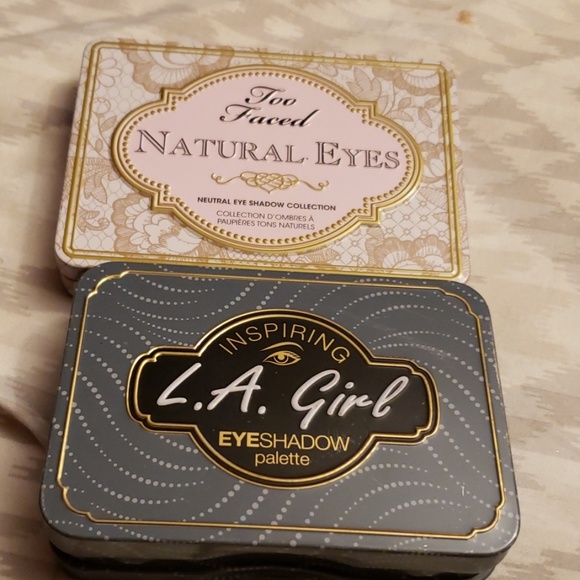 Too
Faced
NATURAL EYES
NEUTRAL EYE SHADOW COLLECTION
COLLECTION D'OMBRES À
PAUPIÈRES TONS NATURELS
INSPIRING
L.A. Girl
EYESHADOW
palette